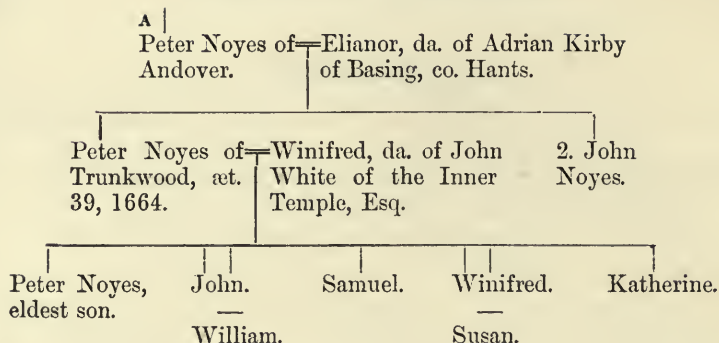 A
Peter Noyes of Elianor, da. of Adrian Kirby
Andover. of Basing, co. Hants.
Peter Noyes of Winifred, da. of John 2. John
Trunkwood, æt. White of the Inner Noyes.
39, 1664. Temple, Esq.
Peter Noyes, John. Samuel. Winifred. Katherine.
eldest son.
William. Susan.